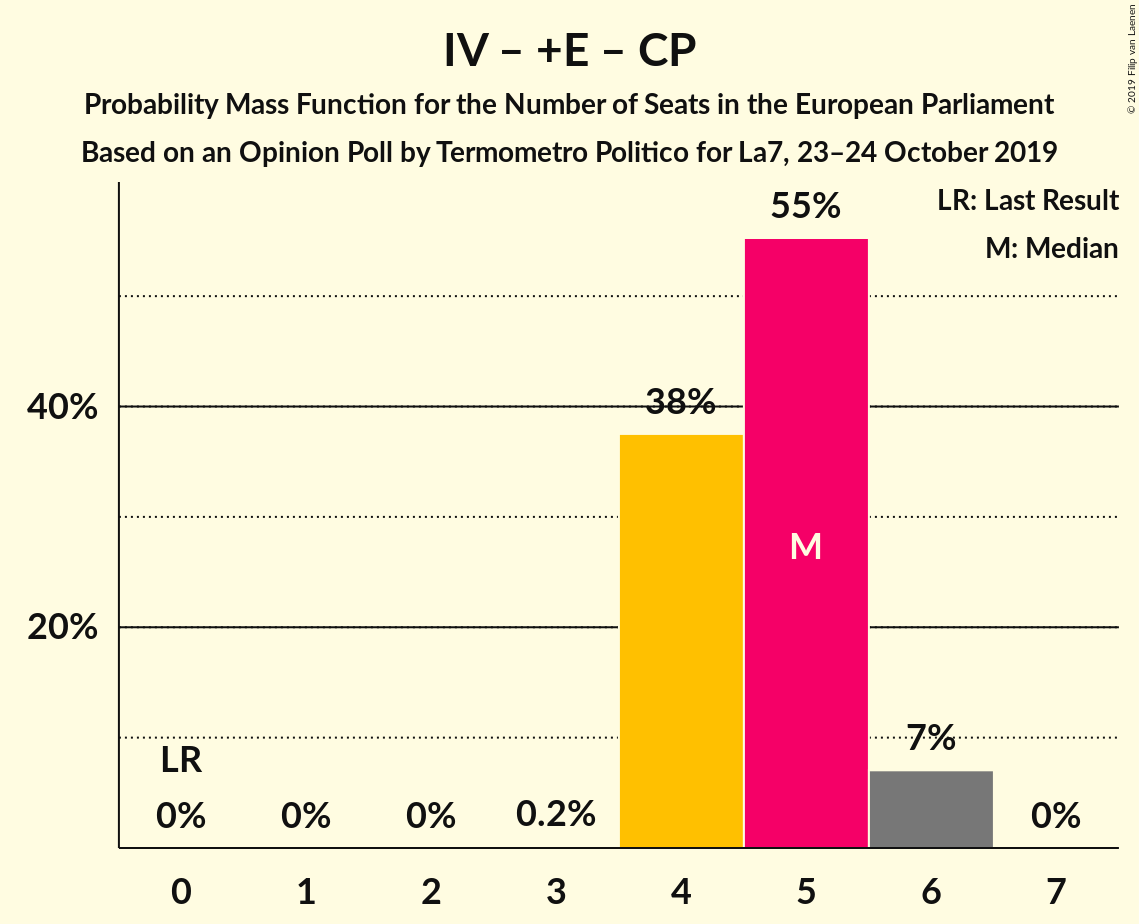 IV – +E – CP
Probability Mass Function for the Number of Seats in the European Parliament
Based on an Opinion Poll by Termometro Politico for La7, 23–24 October 2019
© 2019 Filip van Laenen
LR: Last Result
M: Median
55%
40%
38%
M
20%
7%
LR
0%
0%
0%
0.2%
0%
0 1 2 3 4 5 6 7